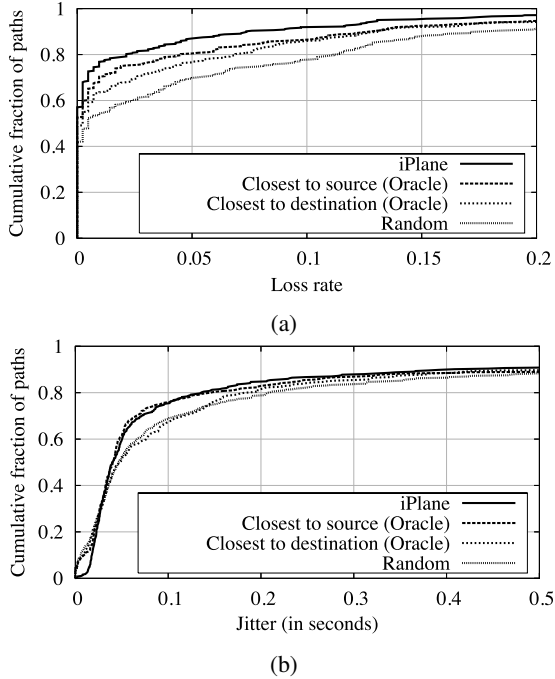 1
0.8
0.6
0.4
0.2
0
Cumulative fraction of paths
iPlane
Closest to source (Oracle)
Closest to destination (Oracle)
Random
0 0.05 0.1 0.15 0.2
Loss rate
(a)
1
0.8
0.6
0.4
0.2
0
Cumulative fraction of paths
iPlane
Closest to source (Oracle)
Closest to destination (Oracle)
Random
0 0.1 0.2 0.3 0.4 0.5
Jitter (in seconds)
(b)